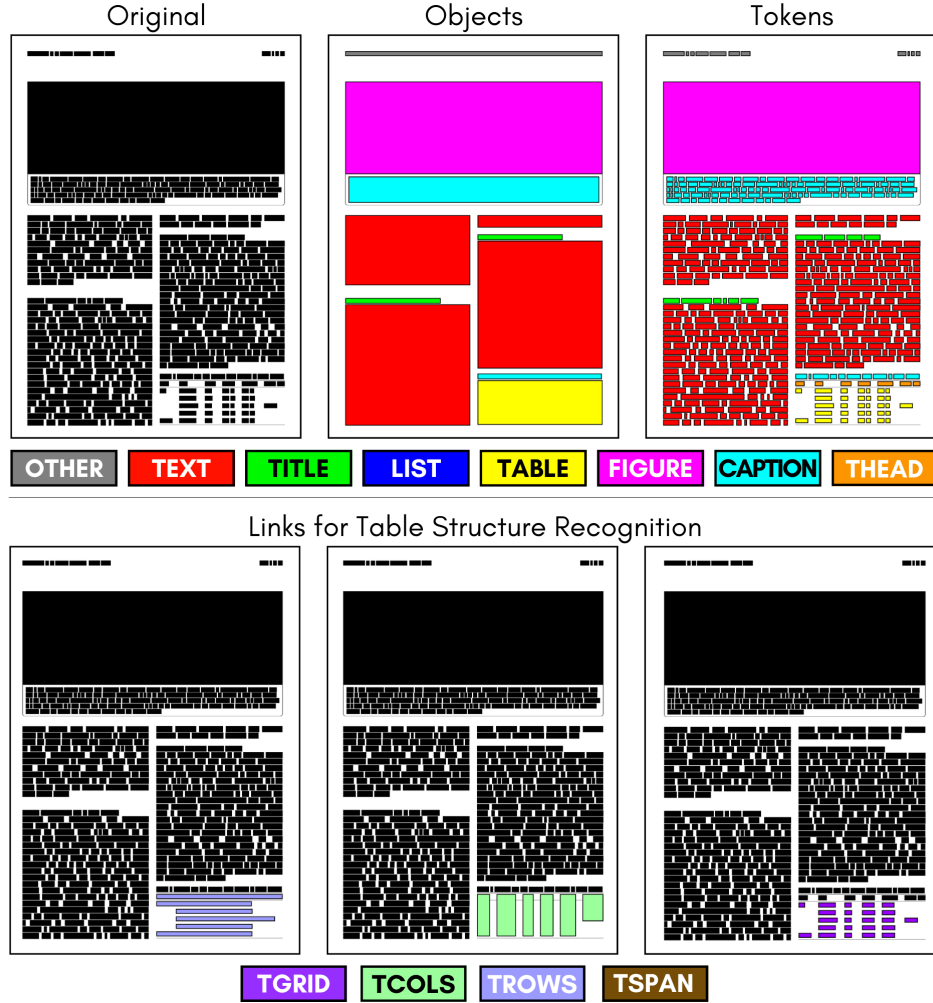 Original Objects Tokens
OTHER TEXT TITLE LIST TABLE FIGURE CAPTION THEAD
Links for Table Structure Recognition
TGRID TCOLS TROWS TSPAN